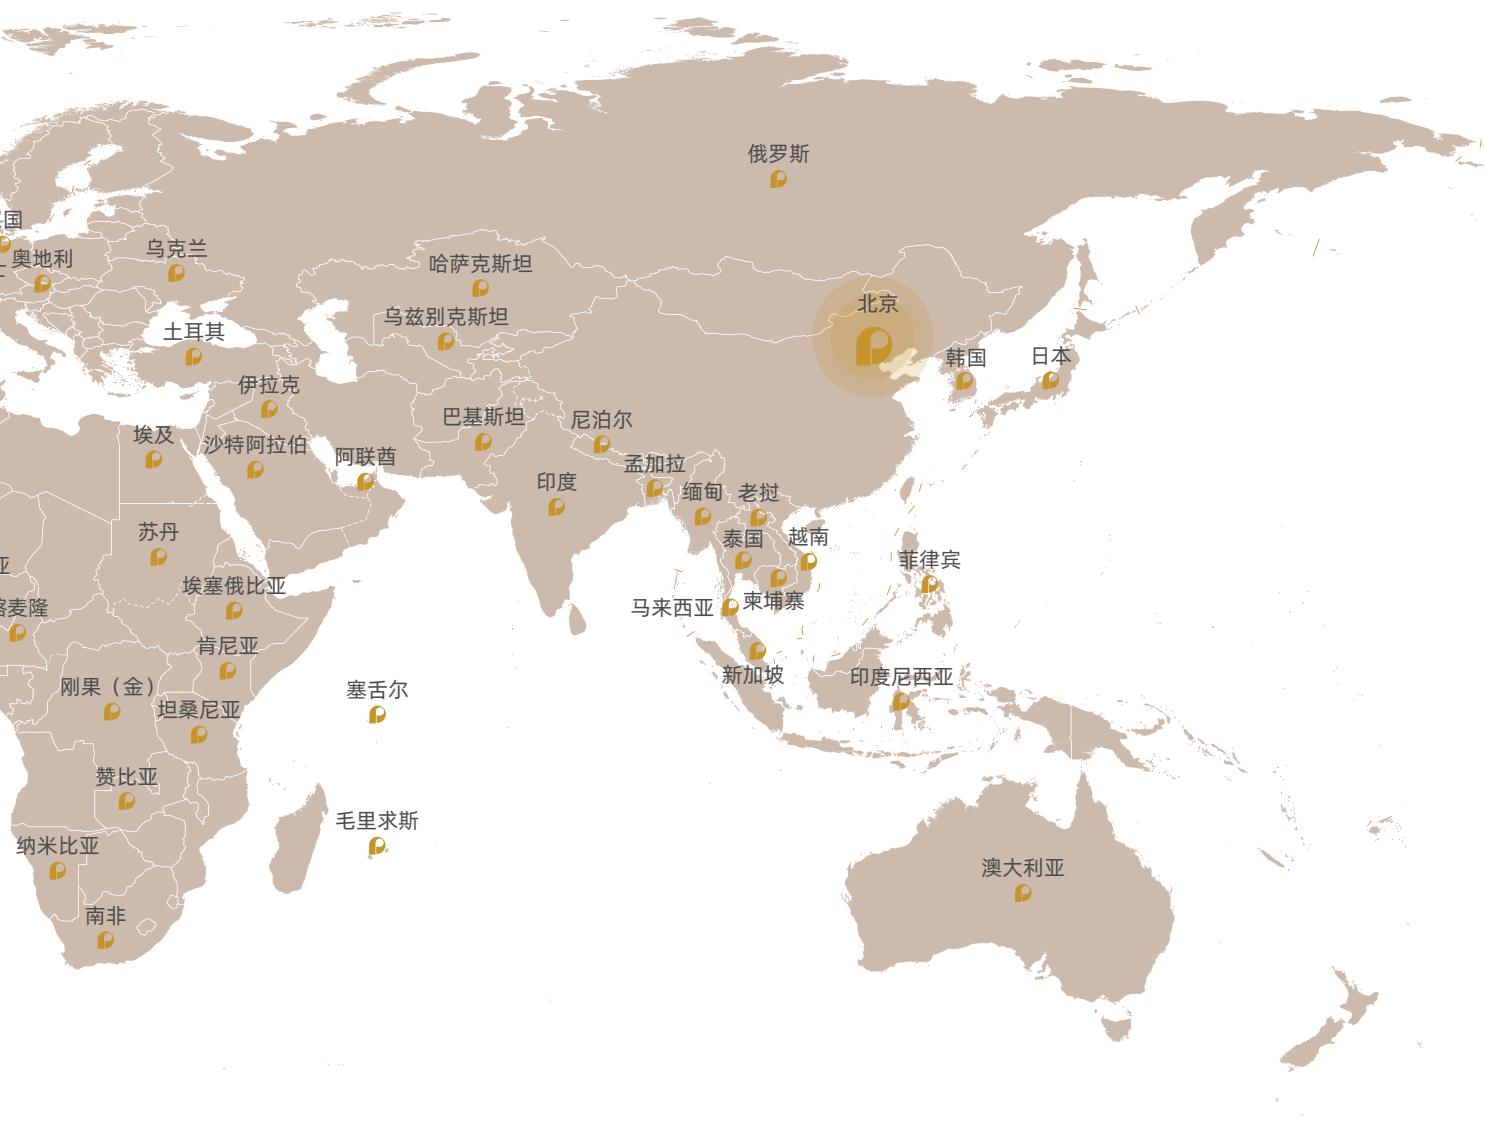 俄罗斯
国
乌克兰
奥地利
哈萨克斯坦
北京
乌兹别克斯坦
土耳其
韩国
日本
伊拉克
巴基斯坦
尼泊尔
埃及
沙特阿拉伯
阿联酋
孟加拉
印度
缅甸
老挝
苏丹
泰国
越南
菲律宾
亚
埃塞俄比亚
喀麦隆
马来西亚
柬埔寨
肯尼亚
新加坡
印度尼西亚
刚果（金）
塞舌尔
坦桑尼亚
赞比亚
毛里求斯
纳米比亚
澳大利亚
南非